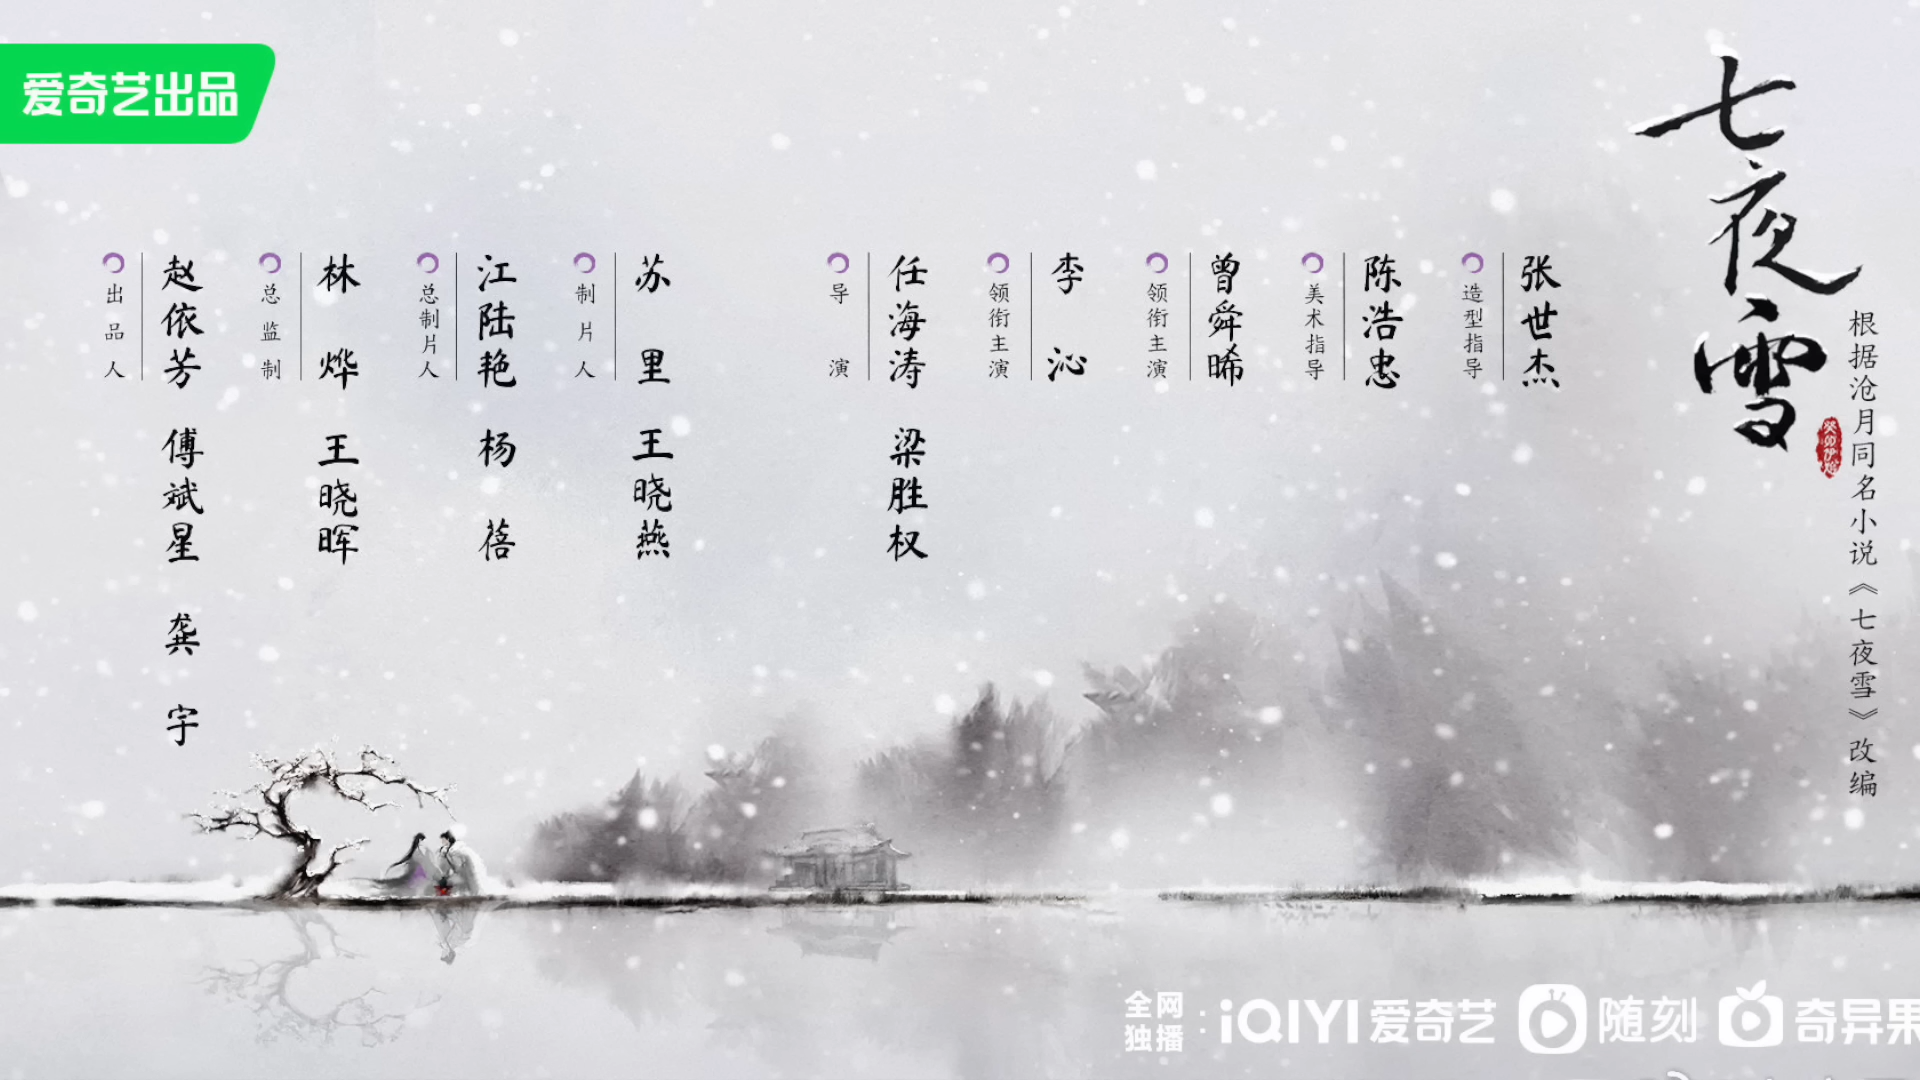 爱奇艺出品
七夜雪
根据沧月同名小说《七夜雪》改编
造型指导
张世杰
美术指导
陈浩忠
领衔主演
曾舜晞
领衔主演
李沁
导演
任海涛 梁胜权
制片人
苏里 王晓燕
总制片人
江陆艳 杨蓓
总监制
林烨 王晓晖
出品人
赵依芳 傅斌星 龚宇
全网独播：iQIYI爱奇艺 随刻 奇异果